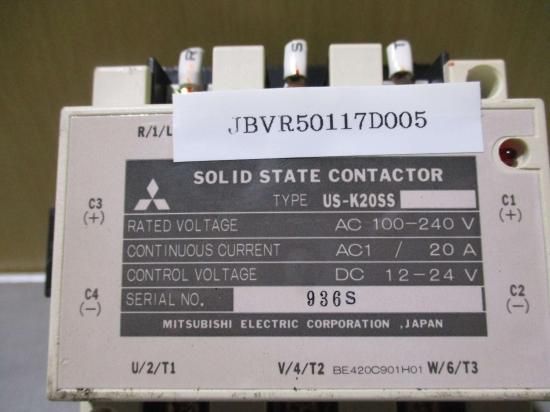 R S T
JBVR50117D005
R/1/L
SOLID STATE CONTACTOR
TYPE US-K20SS
C3 (+)
C1 (+)
RATED VOLTAGE AC 100-240 V
CONTINUOUS CURRENT AC1 / 20 A
CONTROL VOLTAGE DC 12-24 V
C4 (-)
C2 (-)
SERIAL NO. 936S
MITSUBISHI ELECTRIC CORPORATION ,JAPAN
U/2/T1 V/4/T2 BE420C901H01 W/6/T3